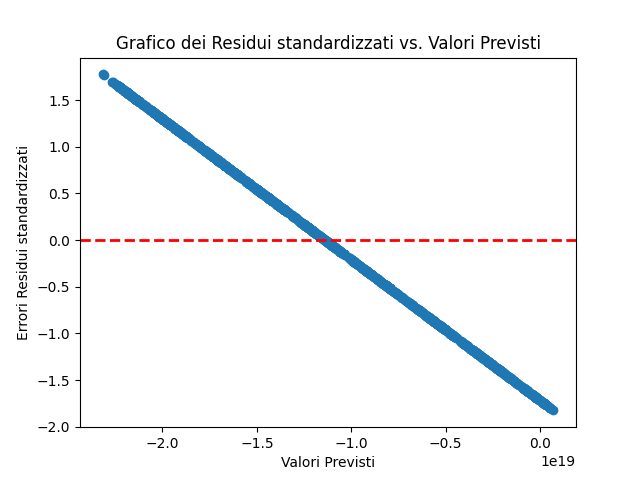 Grafico dei Residui standardizzati vs. Valori Previsti
Errori Residui standardizzati
1.5
1.0
0.5
0.0
−0.5
−1.0
−1.5
−2.0
−2.0 −1.5 −1.0 −0.5 0.0
1e19
Valori Previsti